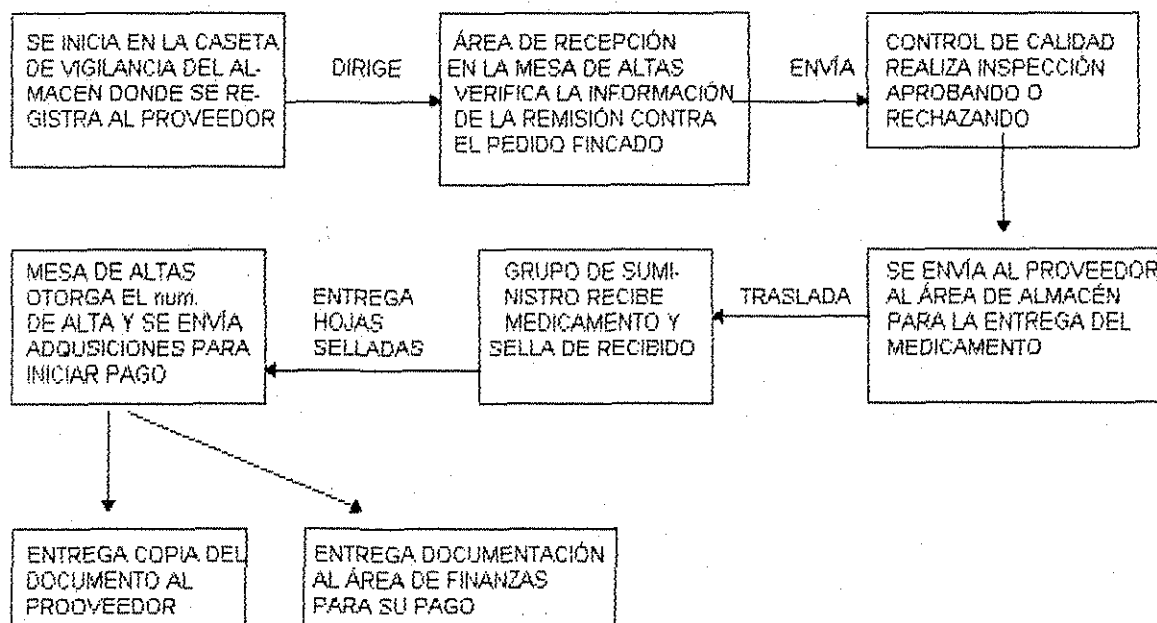 SE INICIA EN LA CASETA
DE VIGILANCIA DEL AL-
MACEN DONDE SE RE-
GISTRA AL PROVEEDOR
DIRIGE
ÁREA DE RECEPCIÓN
EN LA MESA DE ALTAS
VERIFICA LA INFORMACIÓN
DE LA REMISIÓN CONTRA
EL PEDIDO FINCADO
ENVÍA
CONTROL DE CALIDAD
REALIZA INSPECCIÓN
APROBANDO O
RECHAZANDO
SE ENVÍA AL PROVEEDOR
AL ÁREA DE ALMACÉN
PARA LA ENTREGA DEL
MEDICAMENTO
TRASLADA
GRUPO DE SUMI-
NISTRO RECIBE
MEDICAMENTO Y
SELLA DE RECIBIDO
ENTREGA
HOJAS
SELLADAS
MESA DE ALTAS
OTORGA EL num.
DE ALTA Y SE ENVÍA
ADQUSICIONES PARA
INICIAR PAGO
ENTREGA COPIA DEL
DOCUMENTO AL
PROOVEEDOR
ENTREGA DOCUMENTACIÓN
AL ÁREA DE FINANZAS
PARA SU PAGO